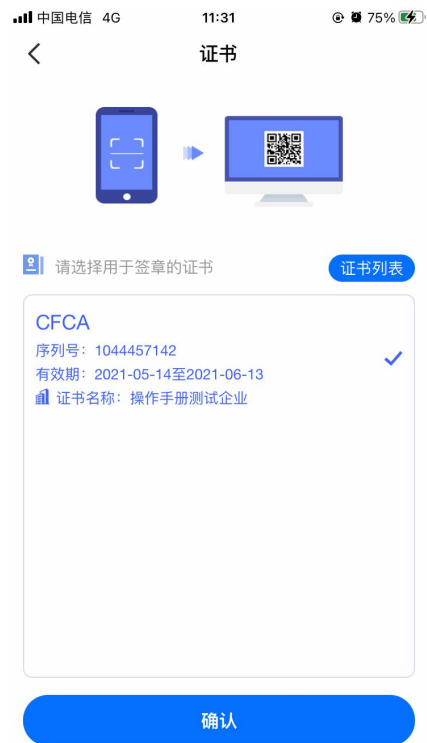 中国电信 4G 11:31 75%
证书
请选择用于签章的证书 证书列表
CFCA
序列号：1044457142
有效期：2021-05-14至2021-06-13
证书名称：操作手册测试企业
确认